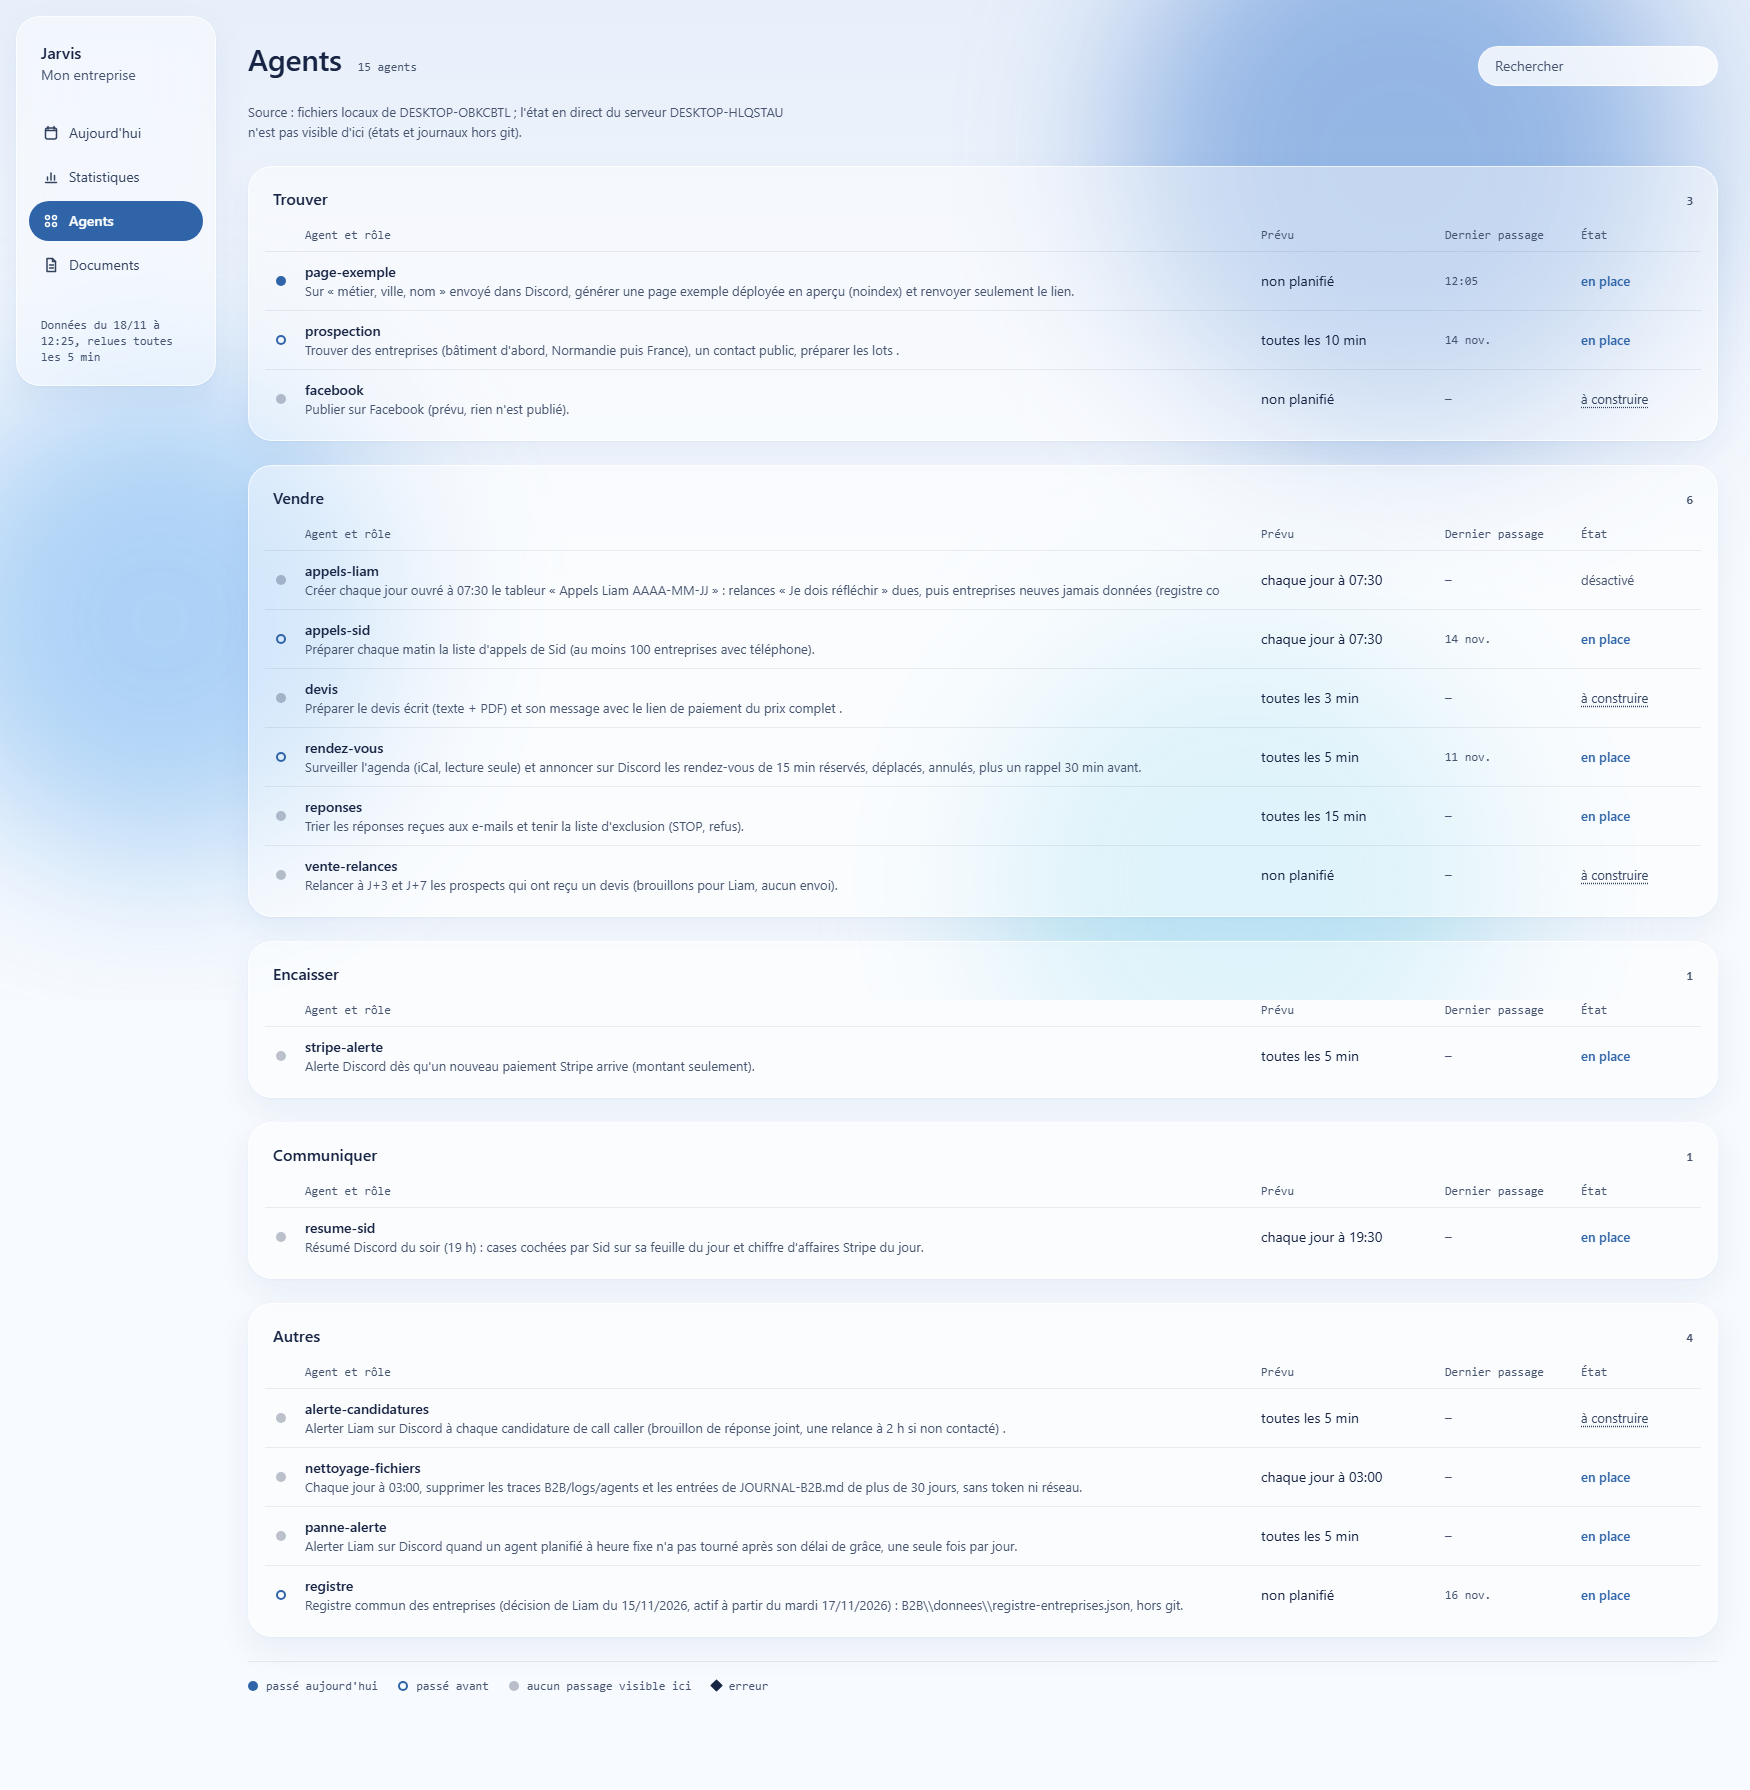 Jarvis
Mon entreprise
Aujourd'hui
Statistiques
Agents
Documents
Données du 18/11 à
12:25, relues toutes
les 5 min
Agents 15 agents
Rechercher
Source : fichiers locaux de DESKTOP-OBKCBTL ; l'état en direct du serveur DESKTOP-HLQSTAU
n'est pas visible d'ici (états et journaux hors git).
Trouver 3
Agent et rôle Prévu Dernier passage État
page-exemple
Sur « métier, ville, nom » envoyé dans Discord, générer une page exemple déployée en aperçu (noindex) et renvoyer seulement le lien.
non planifié 12:05 en place
prospection
Trouver des entreprises (bâtiment d'abord, Normandie puis France), un contact public, préparer les lots .
toutes les 10 min 14 nov. en place
facebook
Publier sur Facebook (prévu, rien n'est publié).
non planifié – à construire
Vendre 6
Agent et rôle Prévu Dernier passage État
appels-liam
Créer chaque jour ouvré à 07:30 le tableur « Appels Liam AAAA-MM-JJ » : relances « Je dois réfléchir » dues, puis entreprises neuves jamais données (registre co
chaque jour à 07:30 – désactivé
appels-sid
Préparer chaque matin la liste d'appels de Sid (au moins 100 entreprises avec téléphone).
chaque jour à 07:30 14 nov. en place
devis
Préparer le devis écrit (texte + PDF) et son message avec le lien de paiement du prix complet .
toutes les 3 min – à construire
rendez-vous
Surveiller l'agenda (iCal, lecture seule) et annoncer sur Discord les rendez-vous de 15 min réservés, déplacés, annulés, plus un rappel 30 min avant.
toutes les 5 min 11 nov. en place
reponses
Trier les réponses reçues aux e-mails et tenir la liste d'exclusion (STOP, refus).
toutes les 15 min – en place
vente-relances
Relancer à J+3 et J+7 les prospects qui ont reçu un devis (brouillons pour Liam, aucun envoi).
non planifié – à construire
Encaisser 1
Agent et rôle Prévu Dernier passage État
stripe-alerte
Alerte Discord dès qu'un nouveau paiement Stripe arrive (montant seulement).
toutes les 5 min – en place
Communiquer 1
Agent et rôle Prévu Dernier passage État
resume-sid
Résumé Discord du soir (19 h) : cases cochées par Sid sur sa feuille du jour et chiffre d'affaires Stripe du jour.
chaque jour à 19:30 – en place
Autres 4
Agent et rôle Prévu Dernier passage État
alerte-candidatures
Alerter Liam sur Discord à chaque candidature de call caller (brouillon de réponse joint, une relance à 2 h si non contacté) .
toutes les 5 min – à construire
nettoyage-fichiers
Chaque jour à 03:00, supprimer les traces B2B/logs/agents et les entrées de JOURNAL-B2B.md de plus de 30 jours, sans token ni réseau.
chaque jour à 03:00 – en place
panne-alerte
Alerter Liam sur Discord quand un agent planifié à heure fixe n'a pas tourné après son délai de grâce, une seule fois par jour.
toutes les 5 min – en place
registre
Registre commun des entreprises (décision de Liam du 15/11/2026, actif à partir du mardi 17/11/2026) : B2B\\donnees\\registre-entreprises.json, hors git.
non planifié 16 nov. en place
passé aujourd'hui passé avant aucun passage visible ici erreur